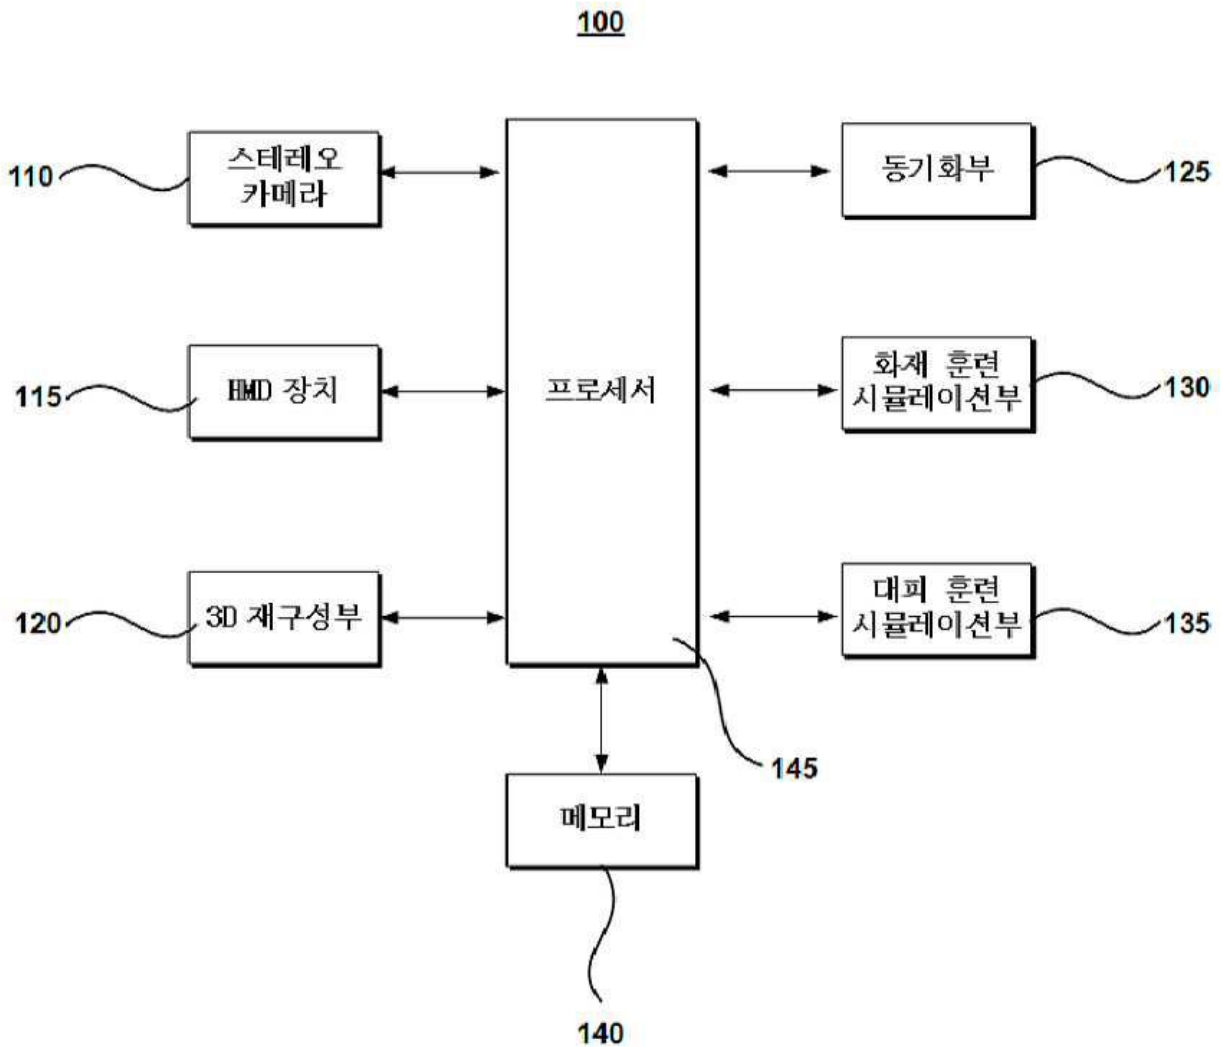 100
스테레오
카메라
110
동기화부
125
HMD 장치
115
프로세서
화재 훈련
시뮬레이션부
130
3D 재구성부
120
대피 훈련
시뮬레이션부
135
145
메모리
140